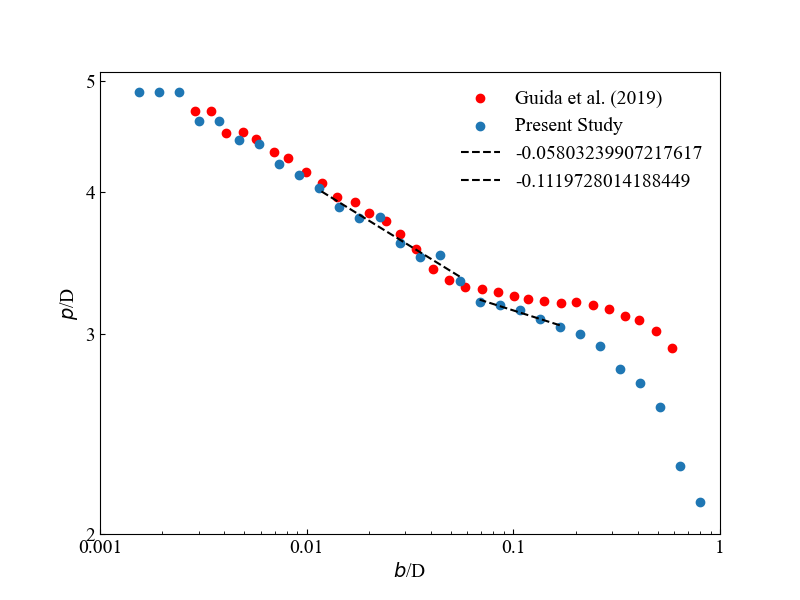 5
4
3
2
p/D
Guida et al. (2019)
Present Study
-0.05803239907217617
-0.1119728014188449
0.001
0.01
0.1
1
b/D